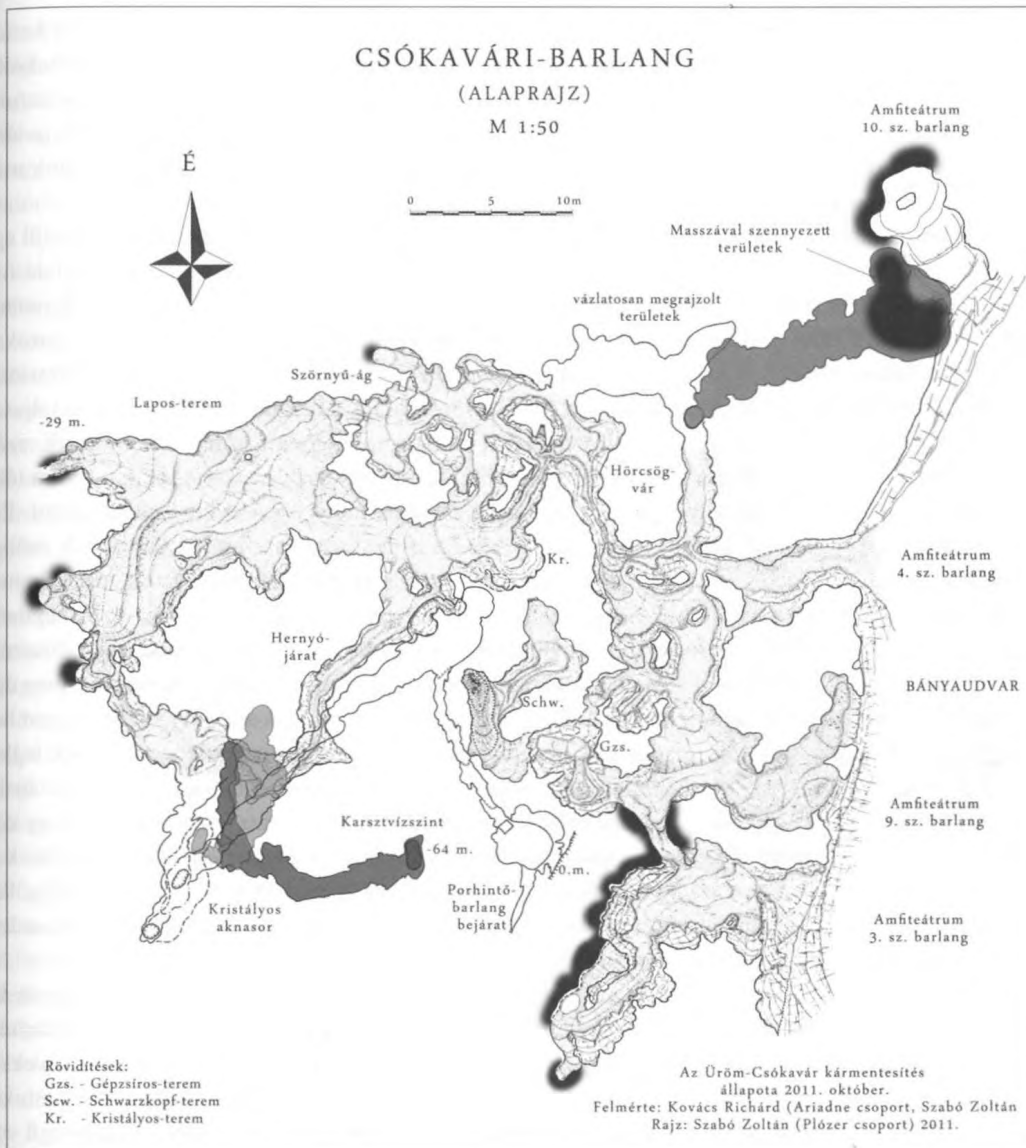 CSÓKAVÁRI-BARLANG
(ALAPRAJZ)
M 1:50
É
0 5 10m
Amfiteátrum
10. sz. barlang
Masszával szennyezett
területek
vázlatosan megrajzolt
területek
Szörnyű-ág
Lapos-terem
-29 m.
Hörcsög-
vár
Kr.
Amfiteátrum
4. sz. barlang
Hernyó-
járat
Schw.
BÁNYAUDVAR
Gzs.
Karsztvízszint
-64 m.
Amfiteátrum
9. sz. barlang
0.m.
Porhintő-
barlang
bejárat
Kristályos
aknasor
Amfiteátrum
3. sz. barlang
Rövidítések:
Gzs. - Gépzsíros-terem
Scw. - Schwarzkopf-terem
Kr. - Kristályos-terem
Az Üröm-Csókavár kármentesítés
állapota 2011. október.
Felmérte: Kovács Richárd (Ariadne csoport, Szabó Zoltán
Rajz: Szabó Zoltán (Plózer csoport) 2011.